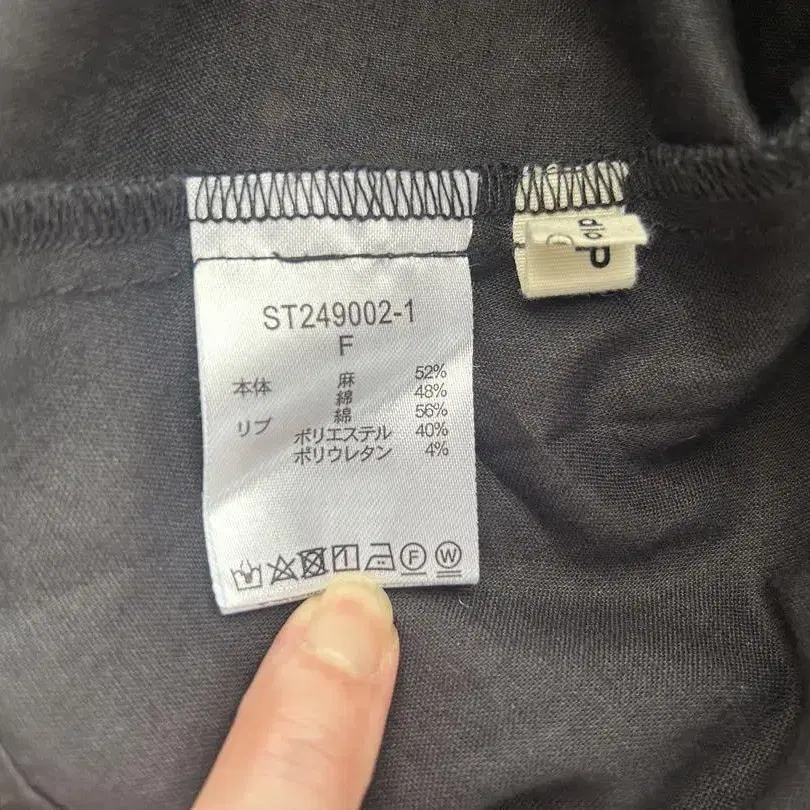 ST249002-1
F
本体 麻 52%
綿 48%
リブ 綿 56%
ポリエステル 40%
ポリウレタン 4%
F W